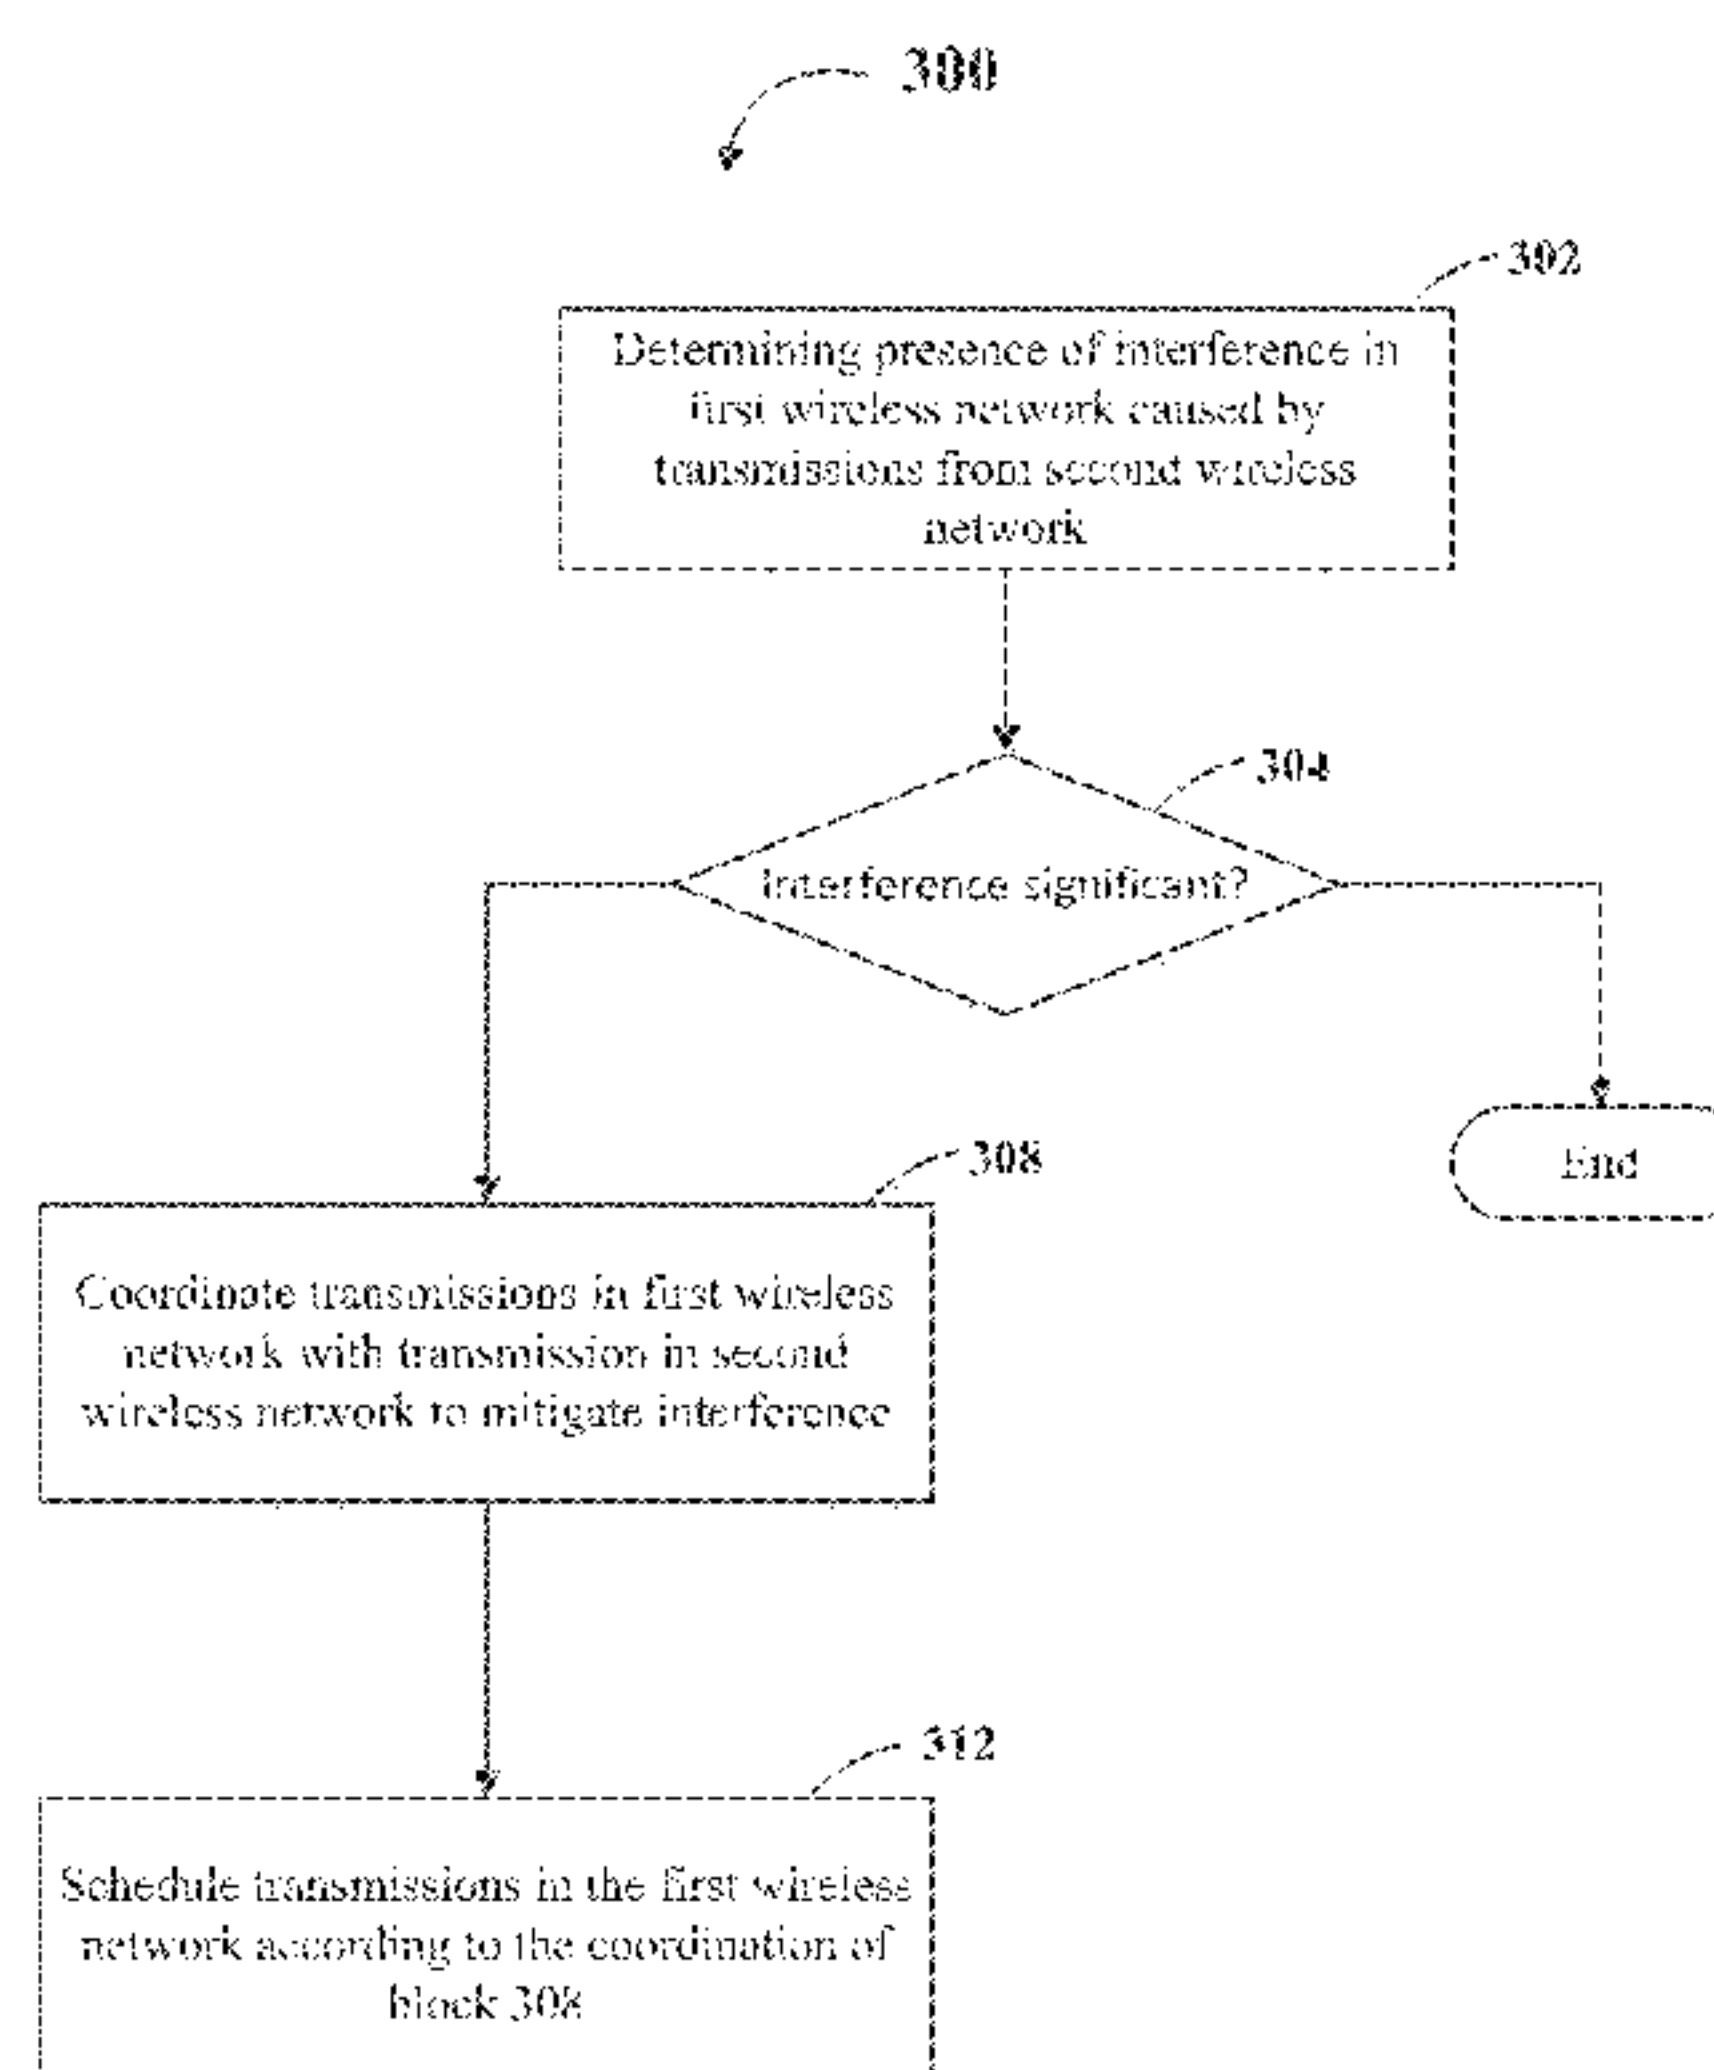 300
302
Determining presence of interference in
first wireless network caused by
transmissions from second wireless
network
304
Interference significant?
308
End
Coordinate transmissions in first wireless
network with transmission in second
wireless network to mitigate interference
312
Schedule transmissions in the first wireless
network according to the coordination of
block 308